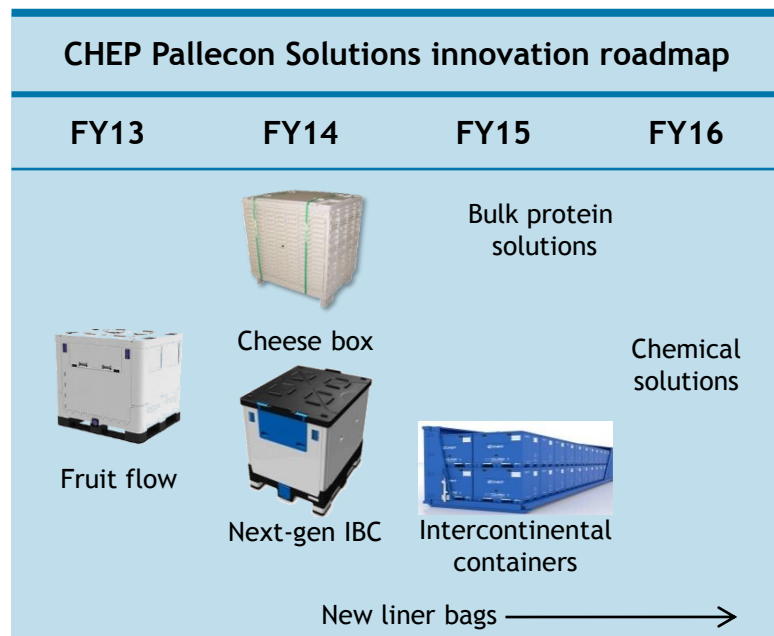 CHEP Pallecon Solutions innovation roadmap
FY13
FY14
FY15
FY16
Bulk protein
solutions
Cheese box
Chemical
solutions
Fruit flow
Next-gen IBC
Intercontinental
containers
New liner bags